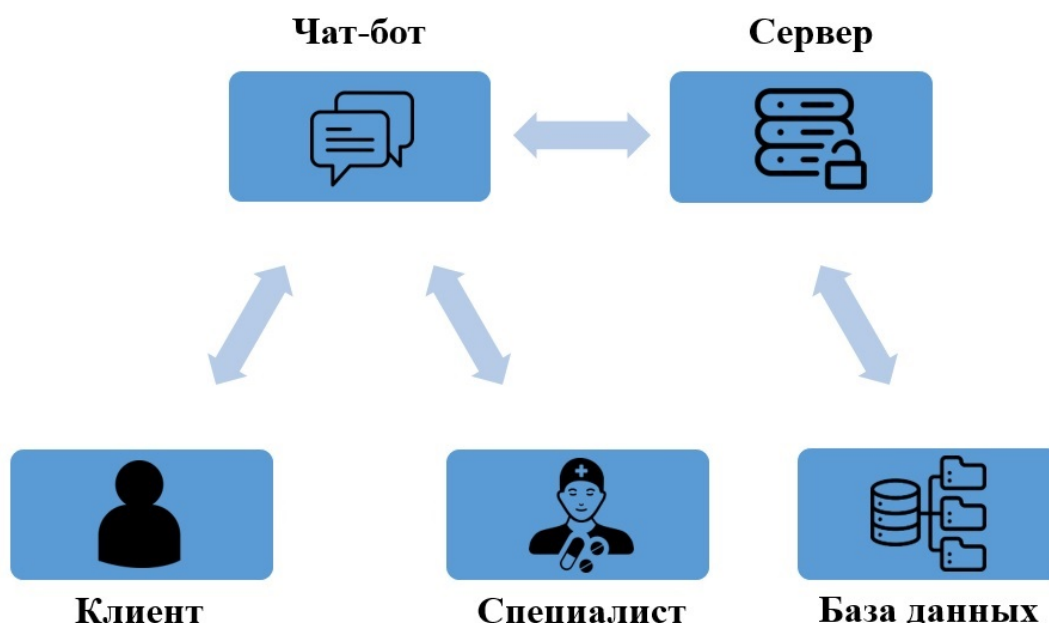 Чат-бот
Сервер
Клиент
Специалист
База данных